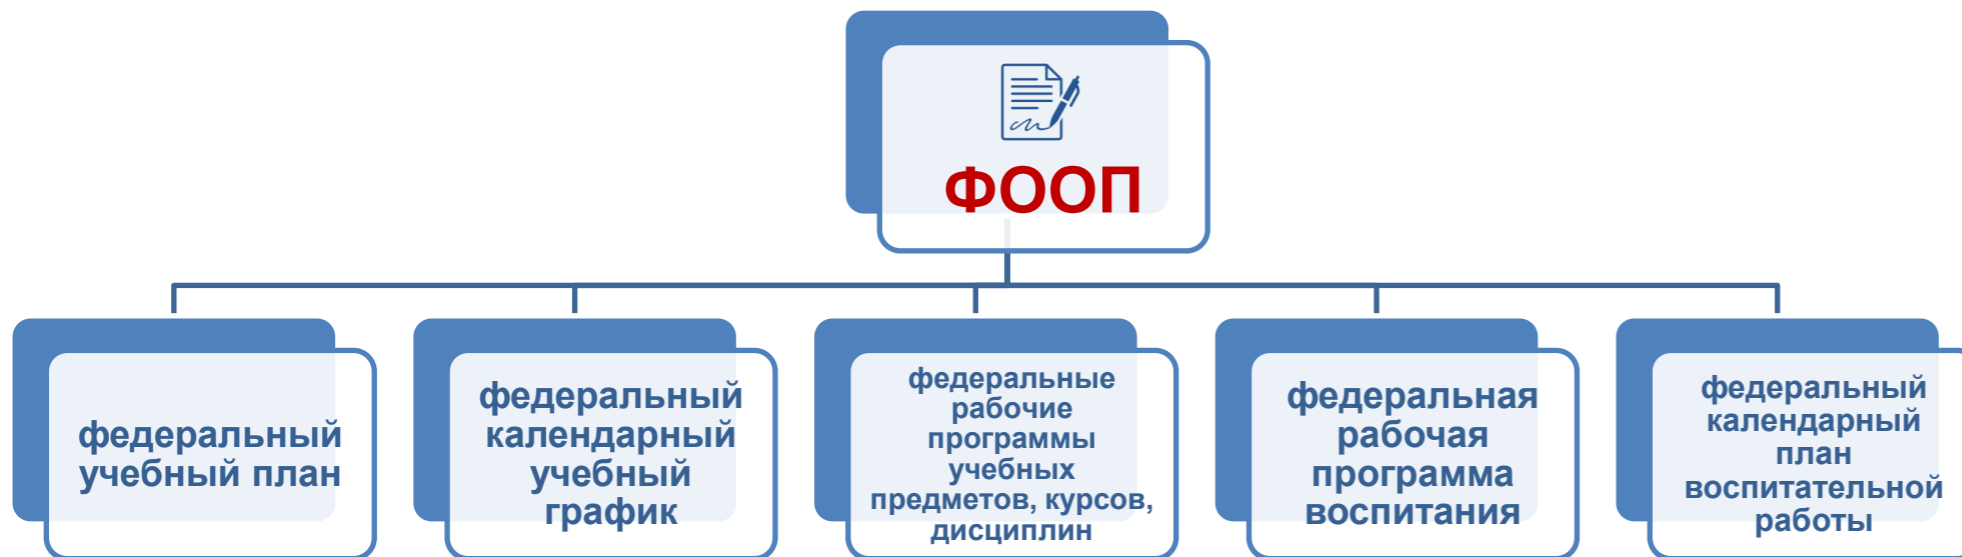 ФООП
федеральный
учебный план
федеральный
календарный
учебный
график
федеральные
рабочие
программы
учебных
предметов, курсов,
дисциплин
федеральная
рабочая
программа
воспитания
федеральный
календарный
план
воспитательной
работы